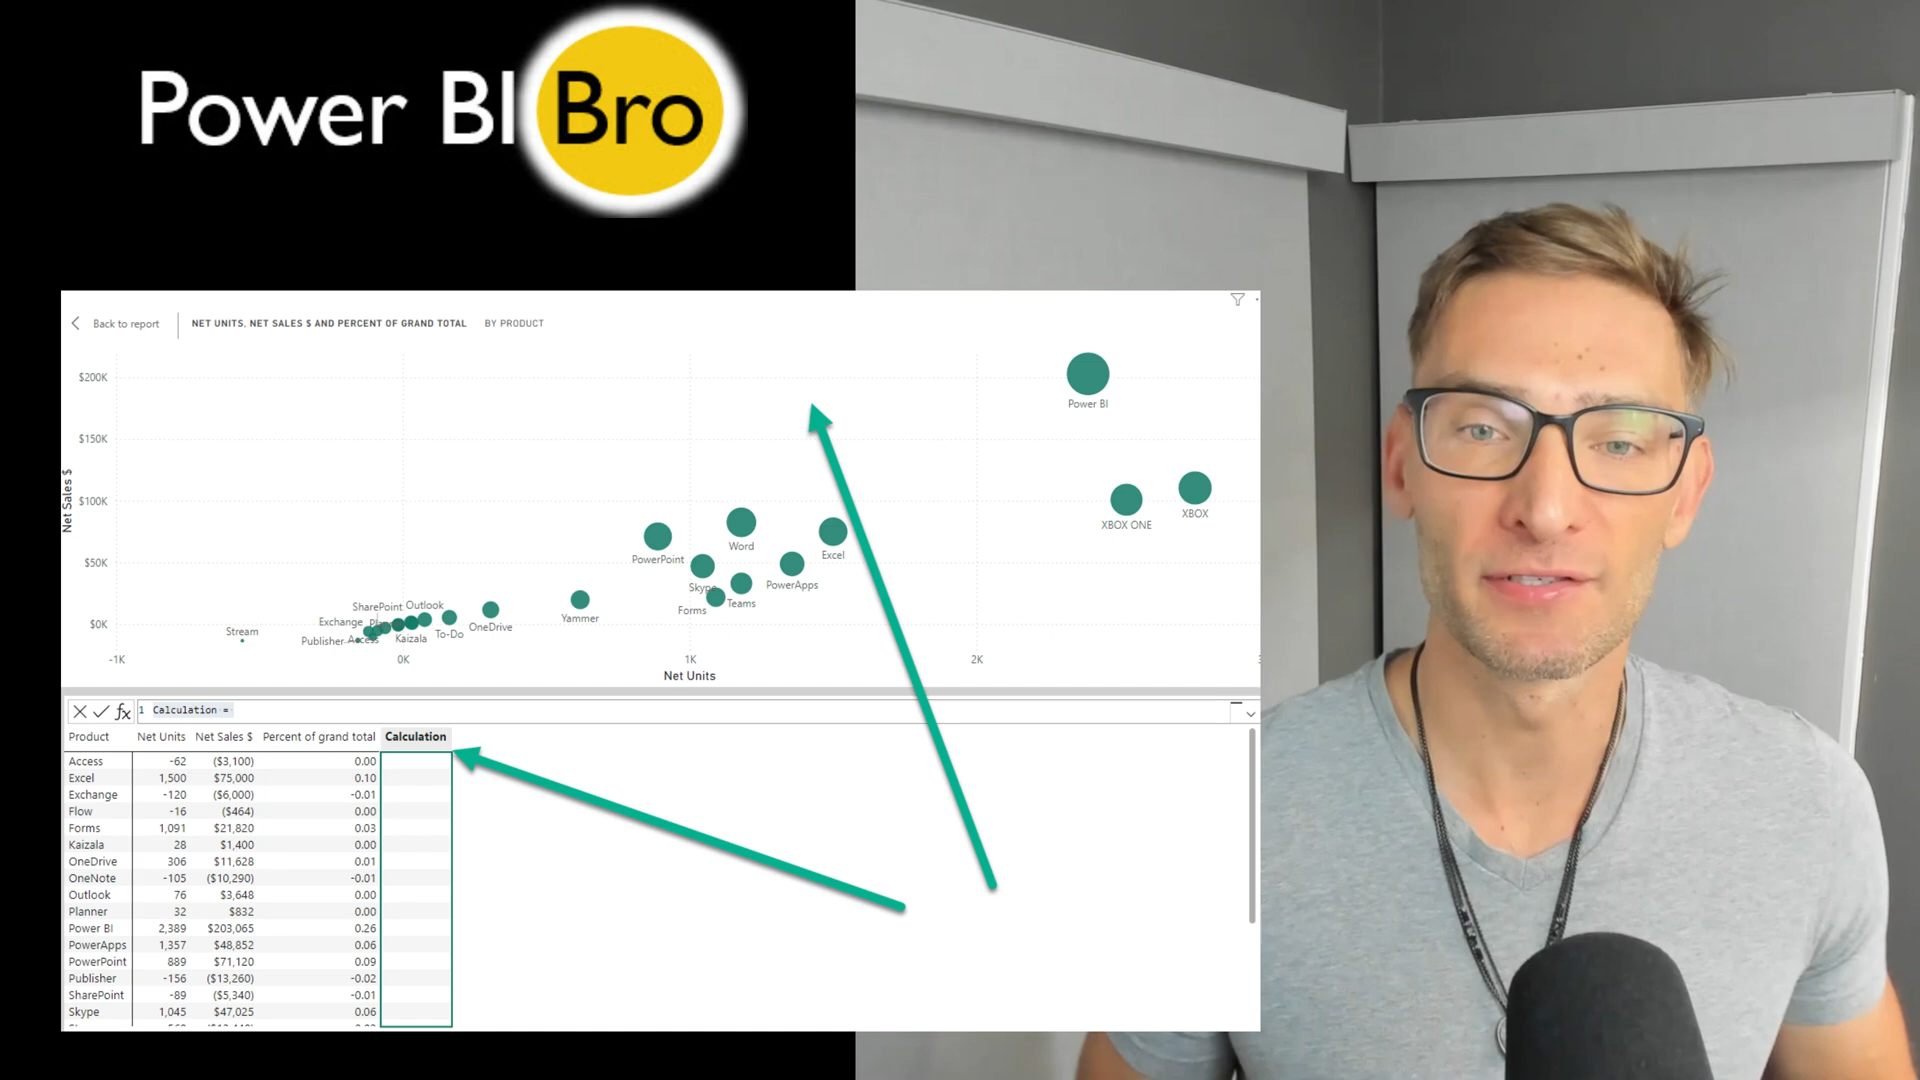 Power BI Bro
Back to report
NET UNITS, NET SALES $ AND PERCENT OF GRAND TOTAL BY PRODUCT
$200K
$150K
$100K
$50K
$0K
Net Sales $
Power BI
XBOX ONE
XBOX
PowerPoint
Word
Excel
Skype
PowerApps
Forms
Teams
Yammer
SharePoint
Outlook
Exchange
Stream
Publisher
Access
Kaizala
To-Do
OneDrive
-1K
0K
1K
2K
Net Units
1 Calculation =
Product Net Units Net Sales $ Percent of grand total Calculation
Access -62 ($3,100) 0.00
Excel 1,500 $75,000 0.10
Exchange -120 ($6,000) -0.01
Flow -16 ($464) 0.00
Forms 1,091 $21,820 0.03
Kaizala 28 $1,400 0.00
OneDrive 306 $11,628 0.01
OneNote -105 ($10,290) -0.01
Outlook 76 $3,648 0.00
Planner 32 $832 0.00
Power BI 2,389 $203,065 0.26
PowerApps 1,357 $48,852 0.06
PowerPoint 889 $71,120 0.09
Publisher -156 ($13,260) -0.02
SharePoint -89 ($5,340) -0.01
Skype 1,045 $47,025 0.06